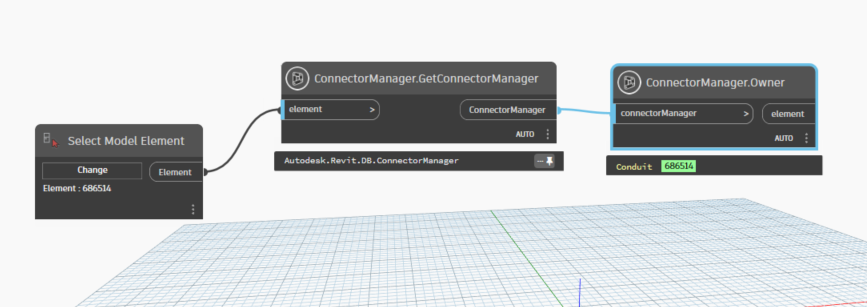 Select Model Element
Change
Element
Element : 686514
ConnectorManager.GetConnectorManager
element >
ConnectorManager
AUTO
Autodesk.Revit.DB.ConnectorManager
ConnectorManager.Owner
connectorManager >
element
AUTO
Conduit 686514